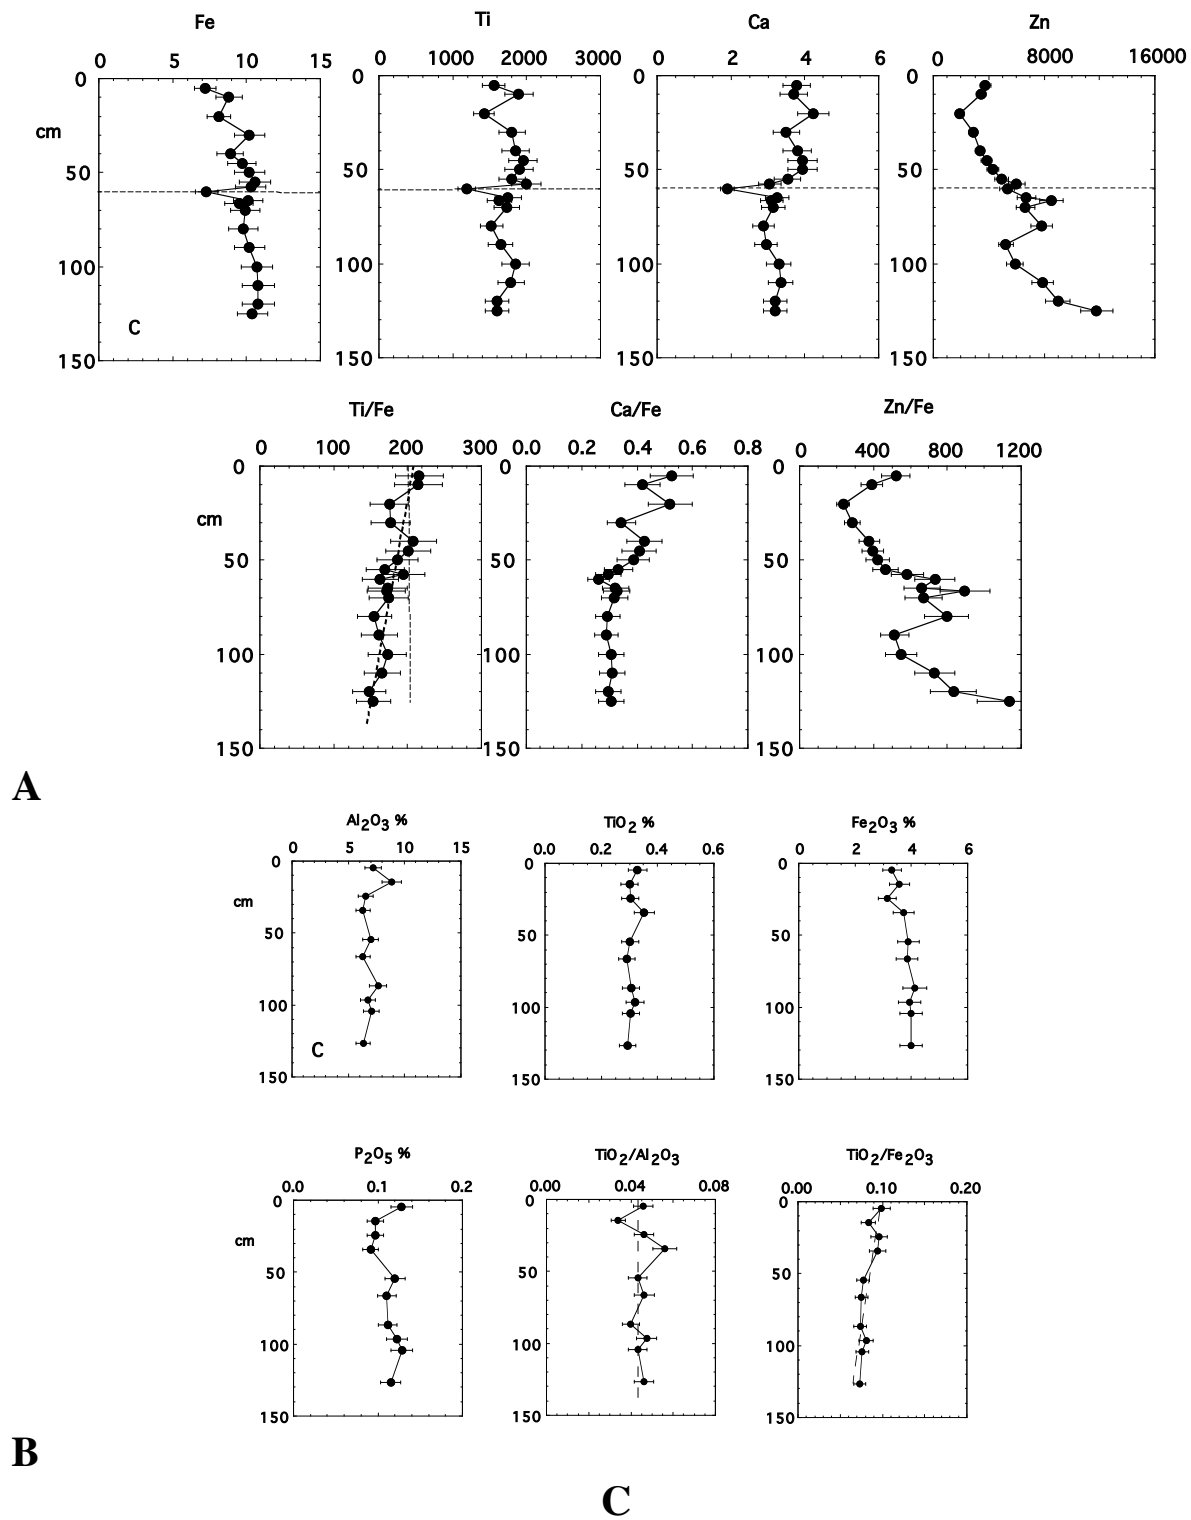 Fe Ti Ca Zn
0 5 10 15 0 1000 2000 3000 0 2 4 6 0 80000 16000
0 0 0 0
cm
50 50 50 50
100 100 100 100
C
150 150 150 150
Ti/Fe Ca/Fe Zn/Fe
0 100 200 300 0.0 0.2 0.4 0.6 0.8 0 400 800 1200
0 0 0
cm
50 50 50
100 100 100
150 150 150
A
Al2O3 % TiO2 % Fe2O3 %
0 5 10 15 0.0 0.2 0.4 0.6 0 2 4 6
0 0 0
cm
50 50 50
100 100 100
C
150 150 150
P2O5 % TiO2/Al2O3 TiO2/Fe2O3
0.0 0.1 0.2 0.00 0.04 0.08 0.00 0.10 0.20
0 0 0
cm
50 50 50
100 100 100
150 150 150
B
C